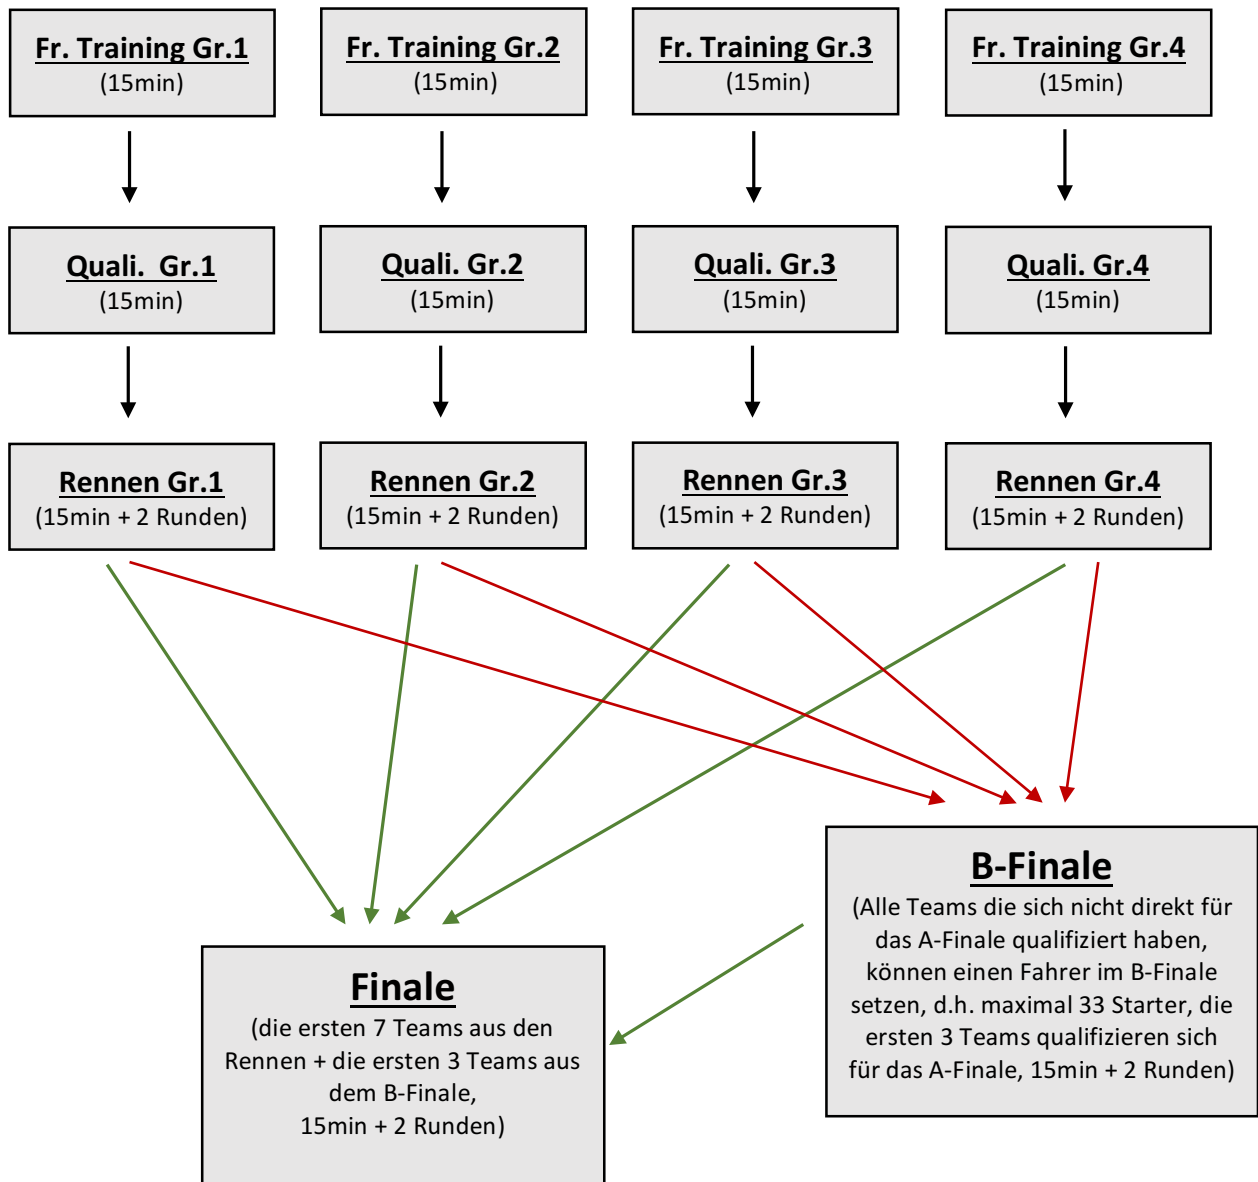 Fr. Training Gr.1
(15min)
Fr. Training Gr.2
(15min)
Fr. Training Gr.3
(15min)
Fr. Training Gr.4
(15min)
Quali.  Gr.1
(15min)
Quali. Gr.2
(15min)
Quali. Gr.3
(15min)
Quali. Gr.4
(15min)
Rennen Gr.1
(15min + 2 Runden)
Rennen Gr.2
(15min + 2 Runden)
Rennen Gr.3
(15min + 2 Runden)
Rennen Gr.4
(15min + 2 Runden)
B-Finale
(Alle Teams die sich nicht direkt für
das A-Finale qualifiziert haben,
können einen Fahrer im B-Finale
setzen, d.h. maximal 33 Starter, die
ersten 3 Teams qualifizieren sich
für das A-Finale, 15min + 2 Runden)
Finale
(die ersten 7 Teams aus den
Rennen + die ersten 3 Teams aus
dem B-Finale,
15min + 2 Runden)